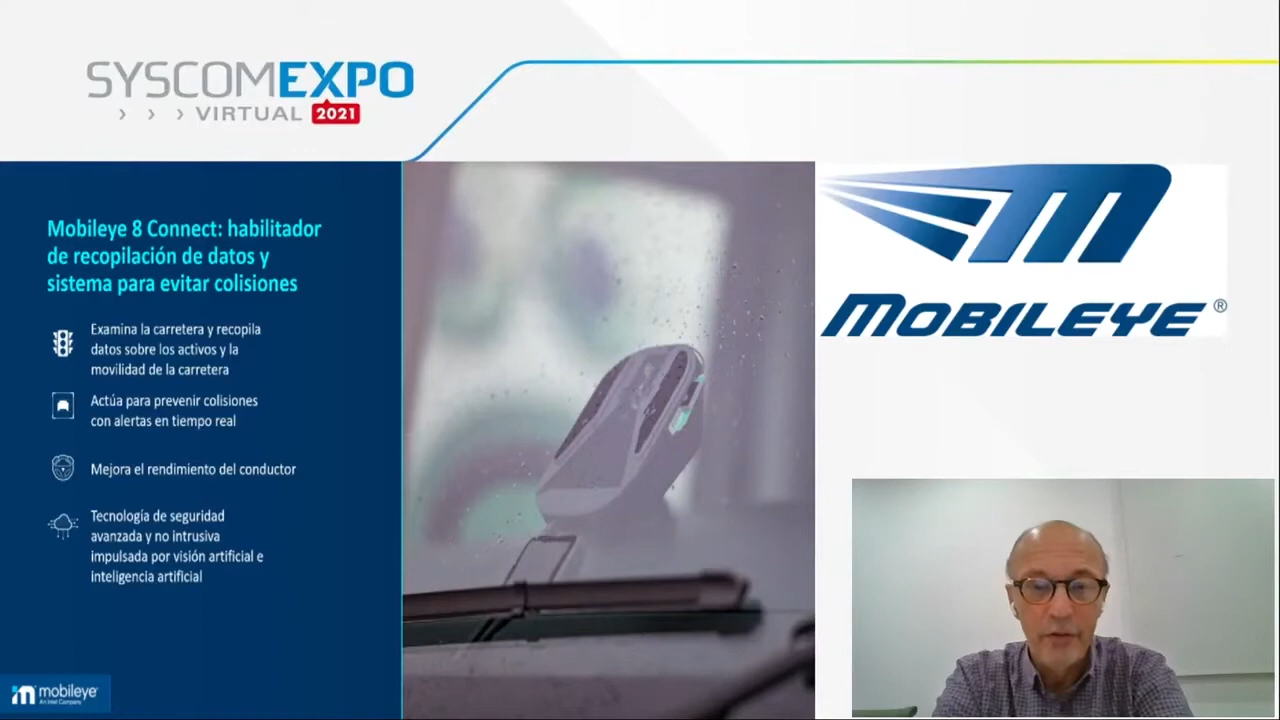 SYSCOMEXPO
VIRTUAL 2021
Mobileye 8 Connect: habilitador
de recopilación de datos y
sistema para evitar colisiones
Examina la carretera y recopila
datos sobre los activos y la
movilidad de la carretera
Actúa para prevenir colisiones
con alertas en tiempo real
Mejora el rendimiento del conductor
Tecnología de seguridad
avanzada y no intrusiva
impulsada por visión artificial e
inteligencia artificial
mobileye
An Intel Company
MOBILEYE®